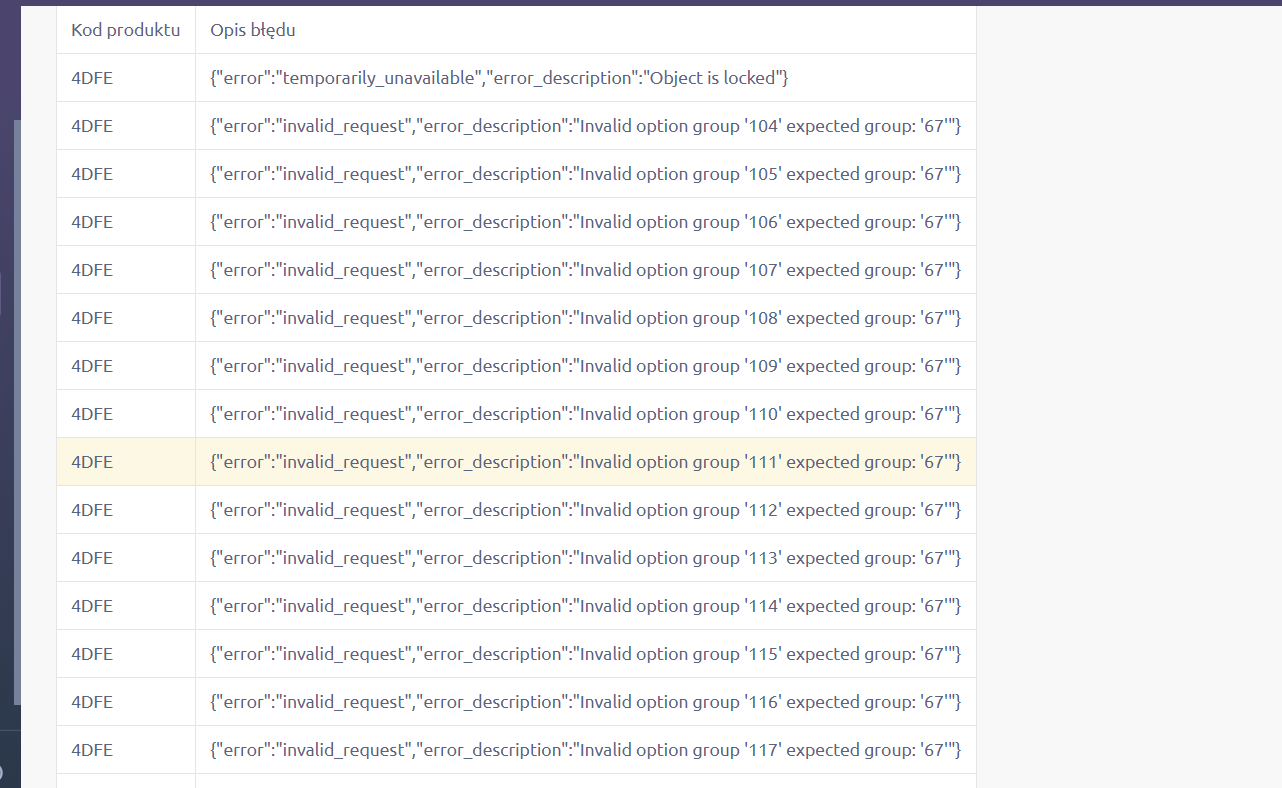 Kod produktu Opis błędu
4DFE {"error":"temporarily_unavailable","error_description":"Object is locked"}
4DFE {"error":"invalid_request","error_description":"Invalid option group '104' expected group: '67'"}
4DFE {"error":"invalid_request","error_description":"Invalid option group '105' expected group: '67'"}
4DFE {"error":"invalid_request","error_description":"Invalid option group '106' expected group: '67'"}
4DFE {"error":"invalid_request","error_description":"Invalid option group '107' expected group: '67'"}
4DFE {"error":"invalid_request","error_description":"Invalid option group '108' expected group: '67'"}
4DFE {"error":"invalid_request","error_description":"Invalid option group '109' expected group: '67'"}
4DFE {"error":"invalid_request","error_description":"Invalid option group '110' expected group: '67'"}
4DFE {"error":"invalid_request","error_description":"Invalid option group '111' expected group: '67'"}
4DFE {"error":"invalid_request","error_description":"Invalid option group '112' expected group: '67'"}
4DFE {"error":"invalid_request","error_description":"Invalid option group '113' expected group: '67'"}
4DFE {"error":"invalid_request","error_description":"Invalid option group '114' expected group: '67'"}
4DFE {"error":"invalid_request","error_description":"Invalid option group '115' expected group: '67'"}
4DFE {"error":"invalid_request","error_description":"Invalid option group '116' expected group: '67'"}
4DFE {"error":"invalid_request","error_description":"Invalid option group '117' expected group: '67'"}